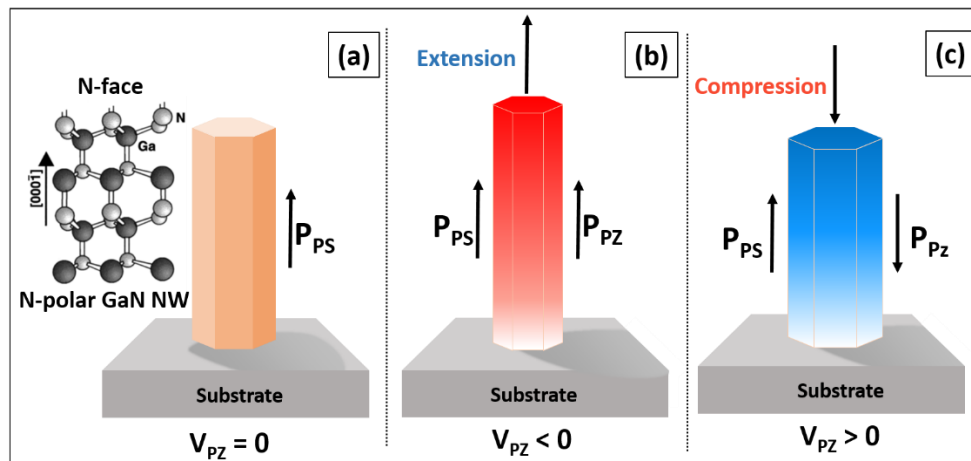 (a)
N-face
N
Ga
[0001̄]
P_PS
N-polar GaN NW
Substrate
V_PZ = 0
(b)
Extension
P_PS
P_PZ
Substrate
V_PZ < 0
(c)
Compression
P_PS
P_Pz
Substrate
V_PZ > 0